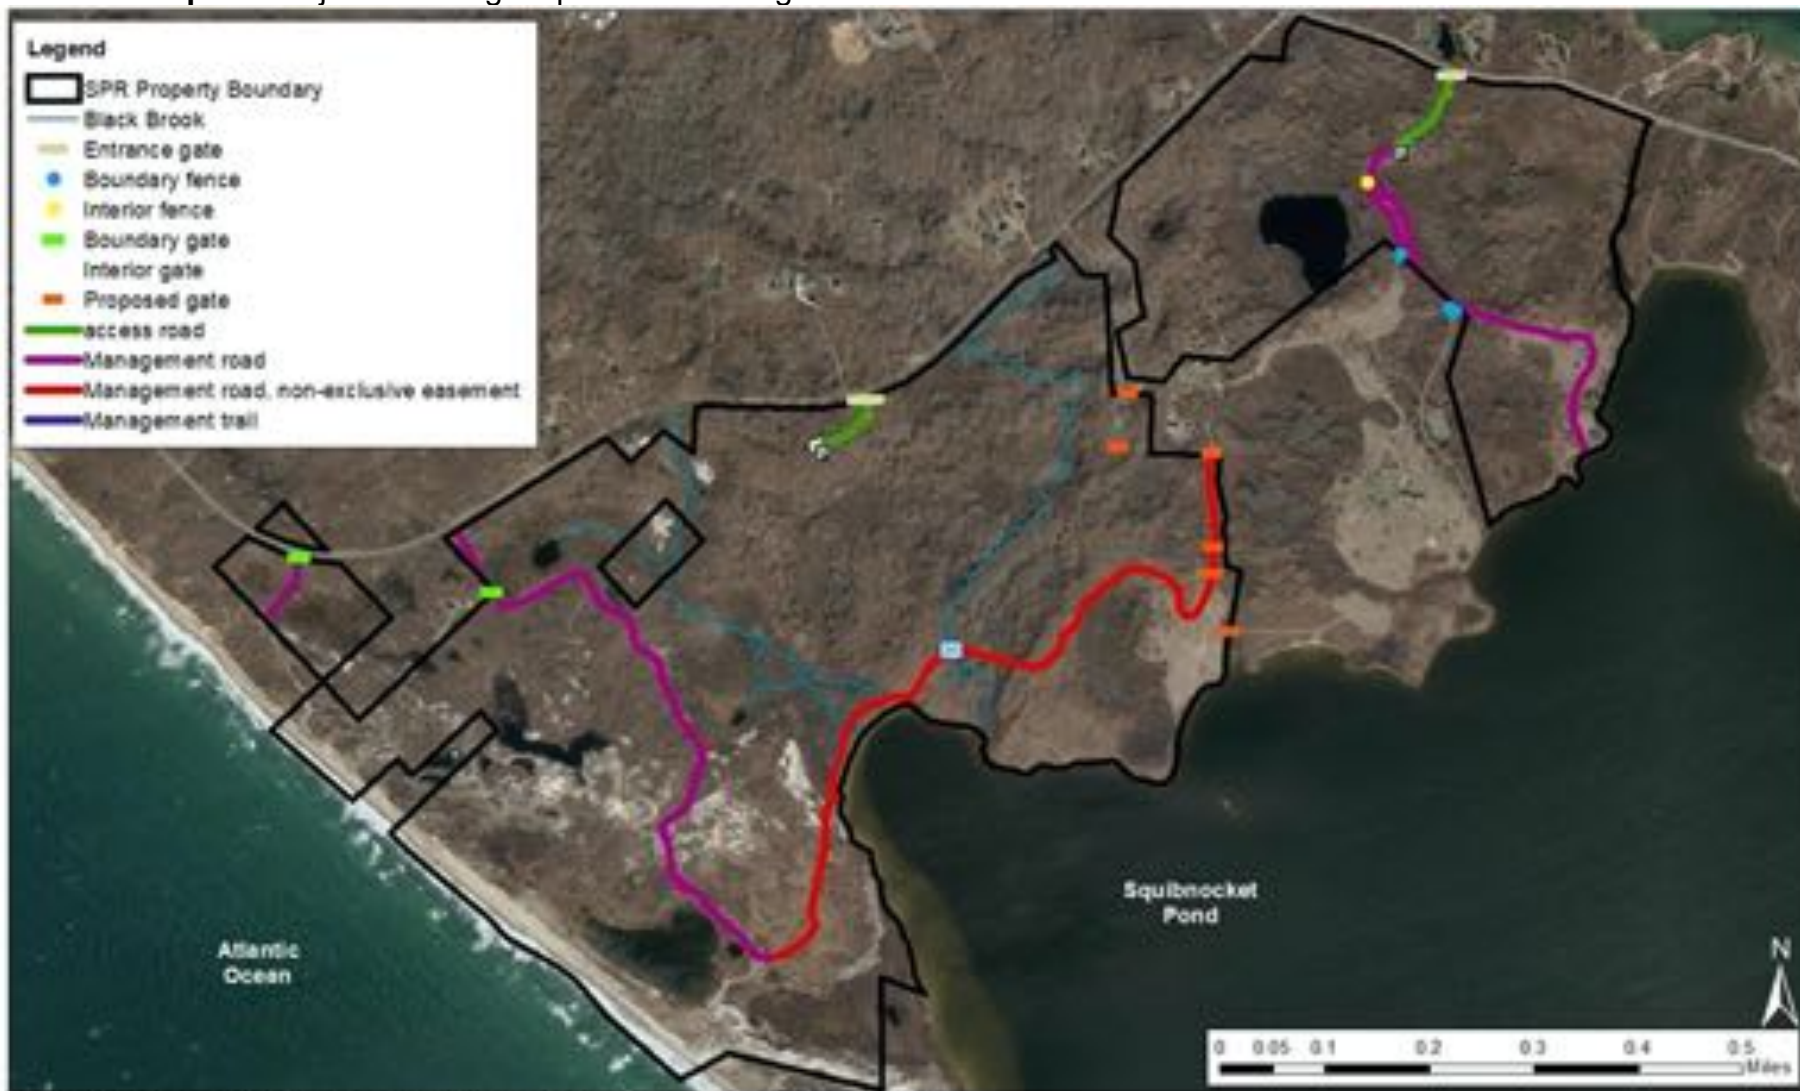 Legend
SPR Property Boundary
Black Brook
Entrance gate
Boundary fence
Interior fence
Boundary gate
Interior gate
Proposed gate
access road
Management road
Management road, non-exclusive easement
Management trail
Squibnocket
Pond
Atlantic
Ocean
N
0 0.05 0.1 0.2 0.3 0.4 0.5
Miles